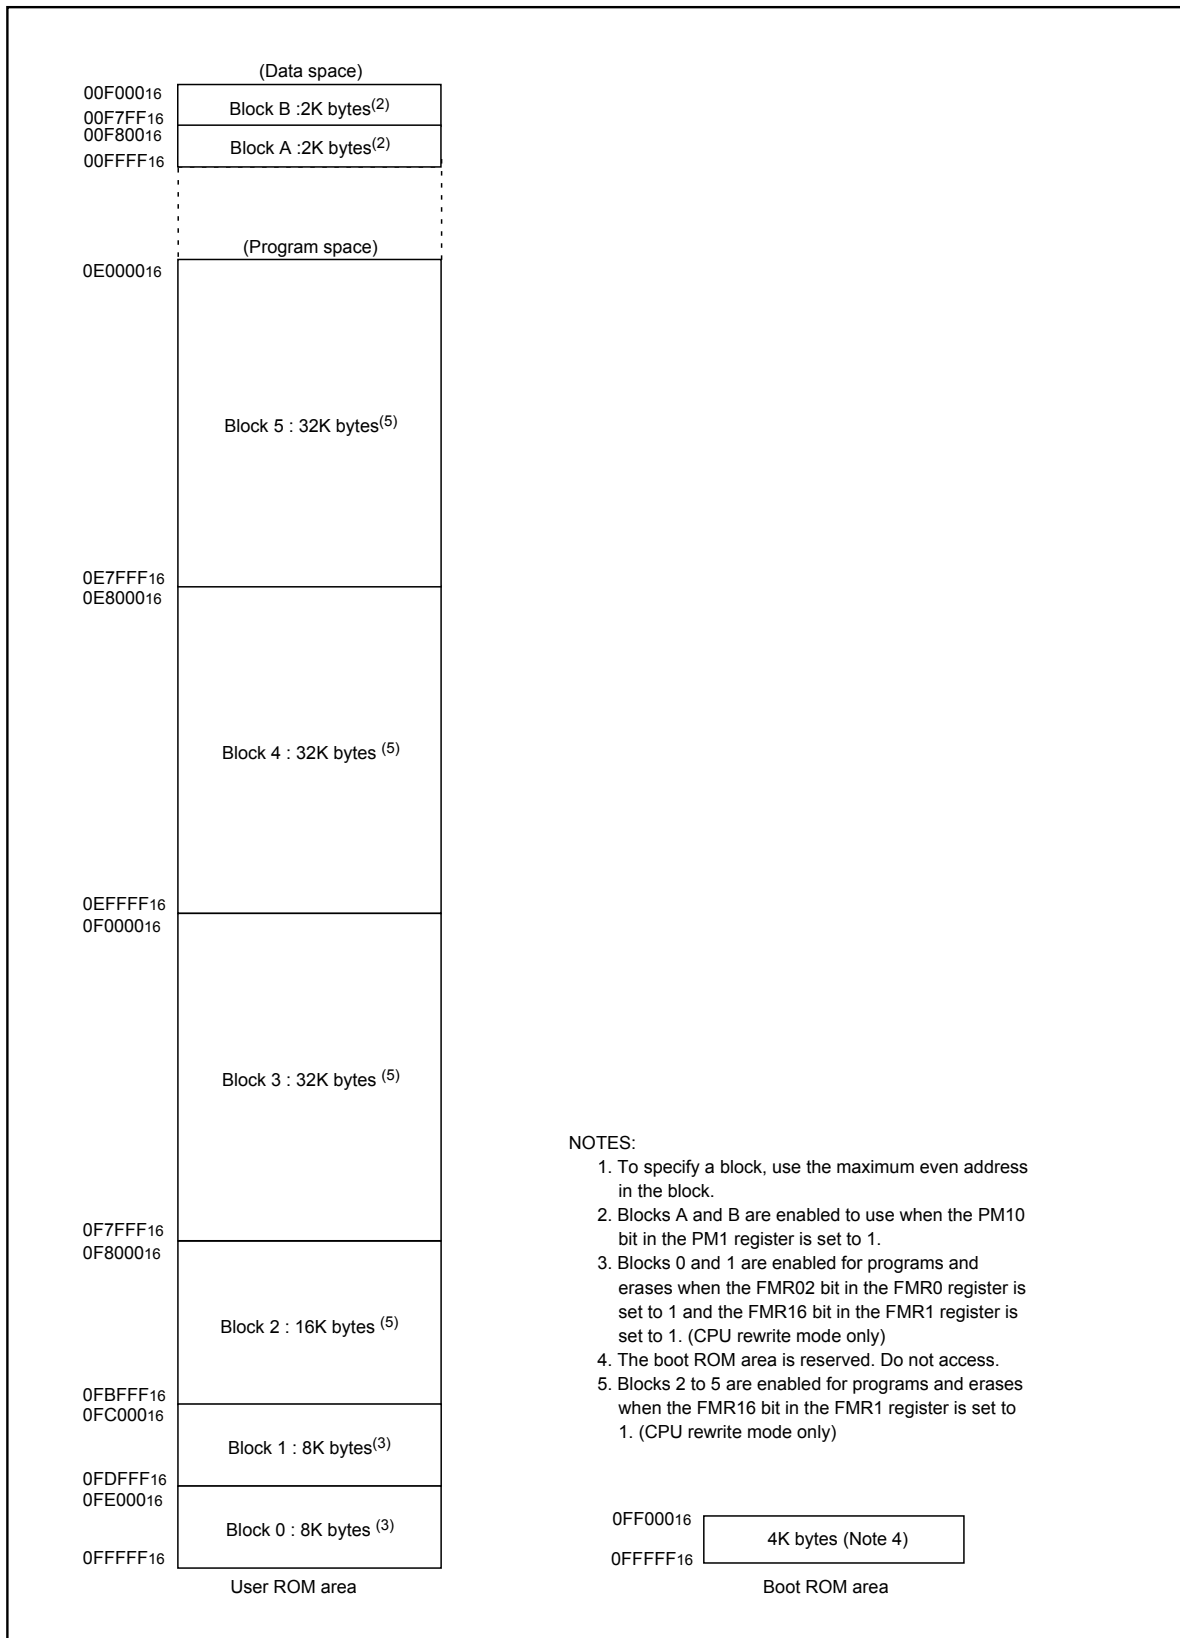 (Data space)
00F00016
Block B :2K bytes(2)
00F7FF16
00F80016
Block A :2K bytes(2)
00FFFF16
(Program space)
0E000016
Block 5 : 32K bytes(5)
0E7FFF16
0E800016
Block 4 : 32K bytes (5)
0EFFFF16
0F000016
Block 3 : 32K bytes (5)
0F7FFF16
0F800016
Block 2 : 16K bytes (5)
0FBFFF16
0FC00016
Block 1 : 8K bytes(3)
0FDFFF16
0FE00016
Block 0 : 8K bytes (3)
0FFFFF16
User ROM area
NOTES:
1. To specify a block, use the maximum even address
in the block.
2. Blocks A and B are enabled to use when the PM10
bit in the PM1 register is set to 1.
3. Blocks 0 and 1 are enabled for programs and
erases when the FMR02 bit in the FMR0 register is
set to 1 and the FMR16 bit in the FMR1 register is
set to 1. (CPU rewrite mode only)
4. The boot ROM area is reserved. Do not access.
5. Blocks 2 to 5 are enabled for programs and erases
when the FMR16 bit in the FMR1 register is set to
1. (CPU rewrite mode only)
0FF00016
4K bytes (Note 4)
0FFFFF16
Boot ROM area